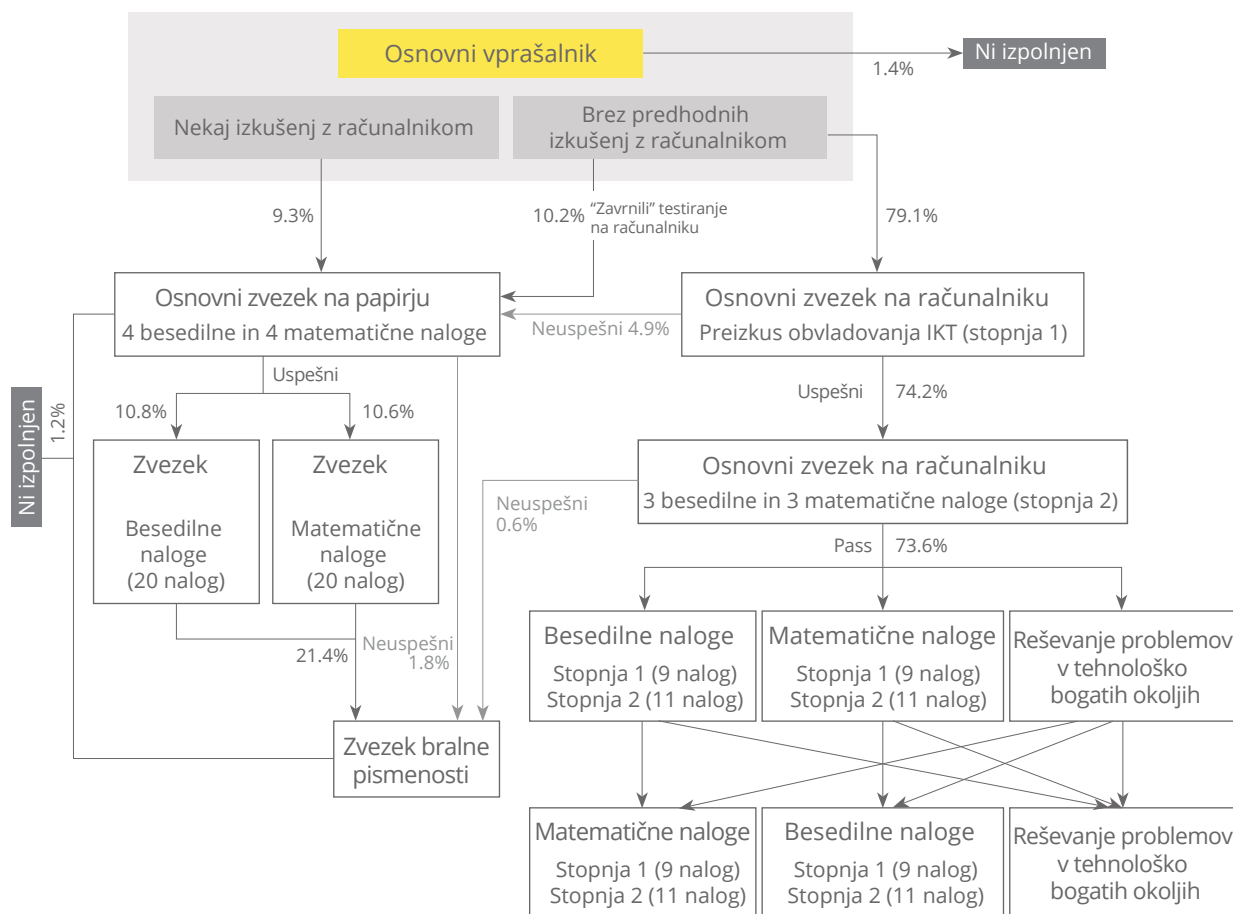 Osnovni vprašalnik
Ni izpolnjen
1.4%
Nekaj izkušenj z računalnikom
Brez predhodnih
izkušenj z računalnikom
9.3%
10.2%
“Zavrnili” testiranje
na računalniku
79.1%
Osnovni zvezek na papirju
4 besedilne in 4 matematične naloge
Neuspešni 4.9%
Osnovni zvezek na računalniku
Preizkus obvladovanja IKT (stopnja 1)
Uspešni
Uspešni
74.2%
Ni izpolnjen
1.2%
10.8%
10.6%
Zvezek
Besedilne
naloge
(20 nalog)
Zvezek
Matematične
naloge
(20 nalog)
Neuspešni
0.6%
Osnovni zvezek na računalniku
3 besedilne in 3 matematične naloge (stopnja 2)
Pass
73.6%
21.4%
Neuspešni
1.8%
Besedilne naloge
Stopnja 1 (9 nalog)
Stopnja 2 (11 nalog)
Matematične naloge
Stopnja 1 (9 nalog)
Stopnja 2 (11 nalog)
Reševanje problemov
v tehnološko
bogatih okoljih
Zvezek bralne
pismenosti
Matematične naloge
Stopnja 1 (9 nalog)
Stopnja 2 (11 nalog)
Besedilne naloge
Stopnja 1 (9 nalog)
Stopnja 2 (11 nalog)
Reševanje problemov
v tehnološko
bogatih okoljih